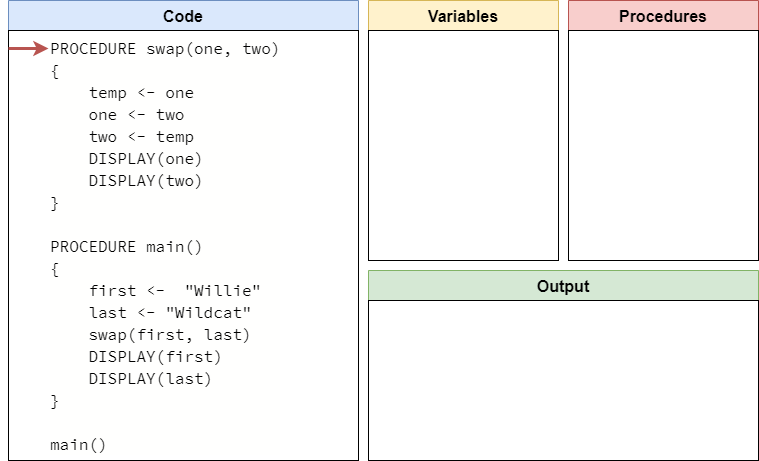 Code
PROCEDURE swap(one, two)
{
    temp <- one
    one <- two
    two <- temp
    DISPLAY(one)
    DISPLAY(two)
}
PROCEDURE main()
{
    first <-  "Willie"
    last <- "Wildcat"
    swap(first, last)
    DISPLAY(first)
    DISPLAY(last)
}
main()
Variables
Procedures
Output